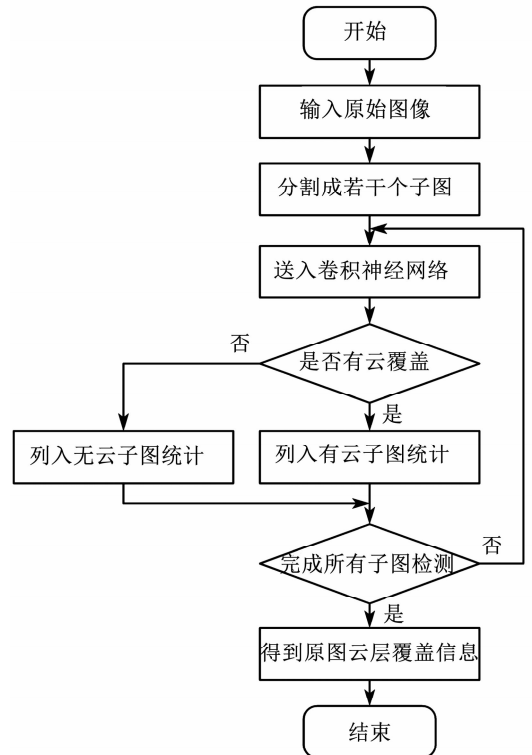 开始
输入原始图像
分割成若干个子图
送入卷积神经网络
否
是否有云覆盖
是
列入无云子图统计
列入有云子图统计
否
完成所有子图检测
是
得到原图云层覆盖信息
结束